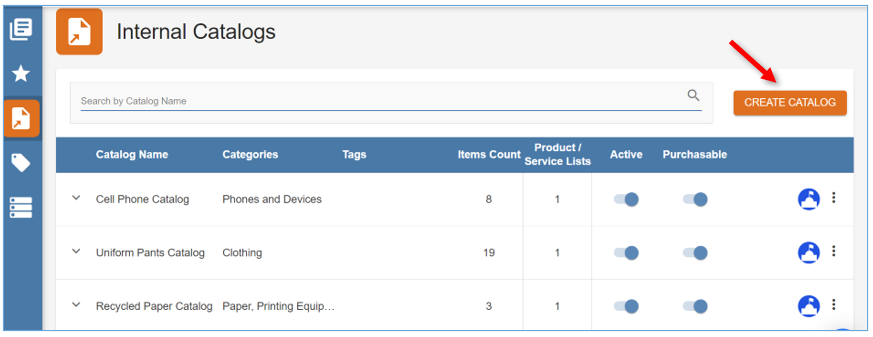 Internal Catalogs
Search by Catalog Name
CREATE CATALOG
Catalog Name Categories Tags Items Count Product / Service Lists Active Purchasable
Cell Phone Catalog Phones and Devices 8 1
Uniform Pants Catalog Clothing 19 1
Recycled Paper Catalog Paper, Printing Equip... 3 1